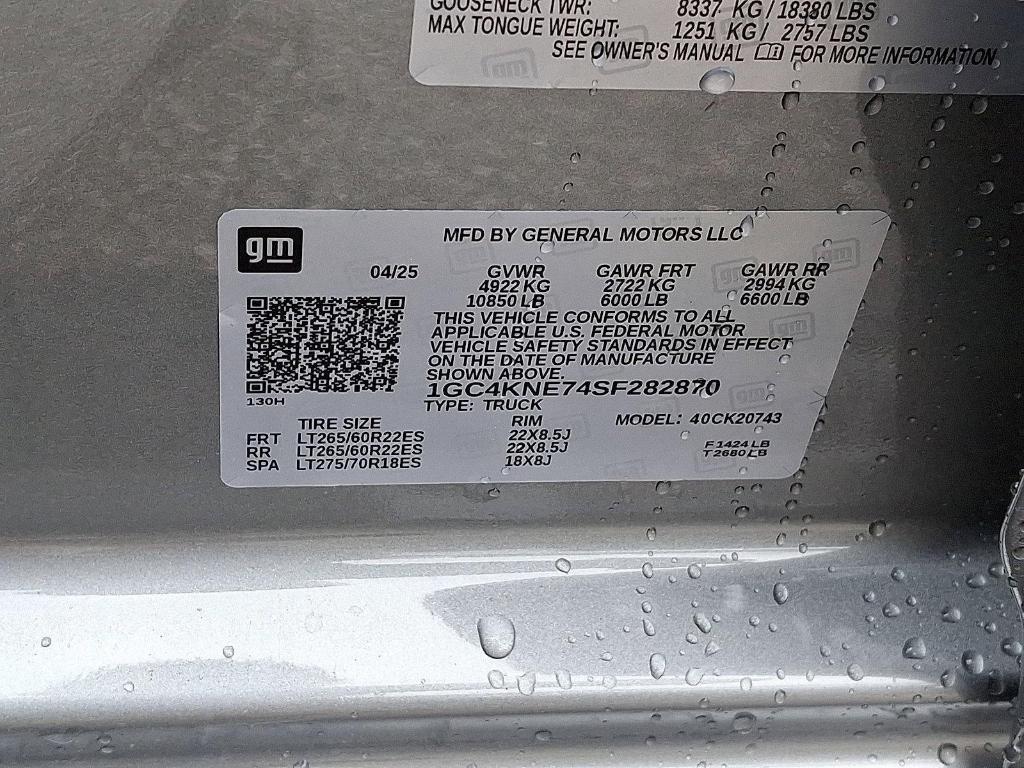 GOOSENECK TWR: 8337 KG / 18380 LBS
MAX TONGUE WEIGHT: 1251 KG / 2757 LBS
SEE OWNER'S MANUAL FOR MORE INFORMATION
gm
MFD BY GENERAL MOTORS LLC
04/25 GVWR GAWR FRT GAWR RR
4922 KG 2722 KG 2994 KG
10850 LB 6000 LB 6600 LB
THIS VEHICLE CONFORMS TO ALL
APPLICABLE U.S. FEDERAL MOTOR
VEHICLE SAFETY STANDARDS IN EFFECT
ON THE DATE OF MANUFACTURE
SHOWN ABOVE.
1GC4KNE74SF282870
130H
TYPE: TRUCK
TIRE SIZE RIM MODEL: 40CK20743
FRT LT265/60R22ES 22X8.5J
RR LT265/60R22ES 22X8.5J
SPA LT275/70R18ES 18X8J
F 1424 LB
T 2680 LB